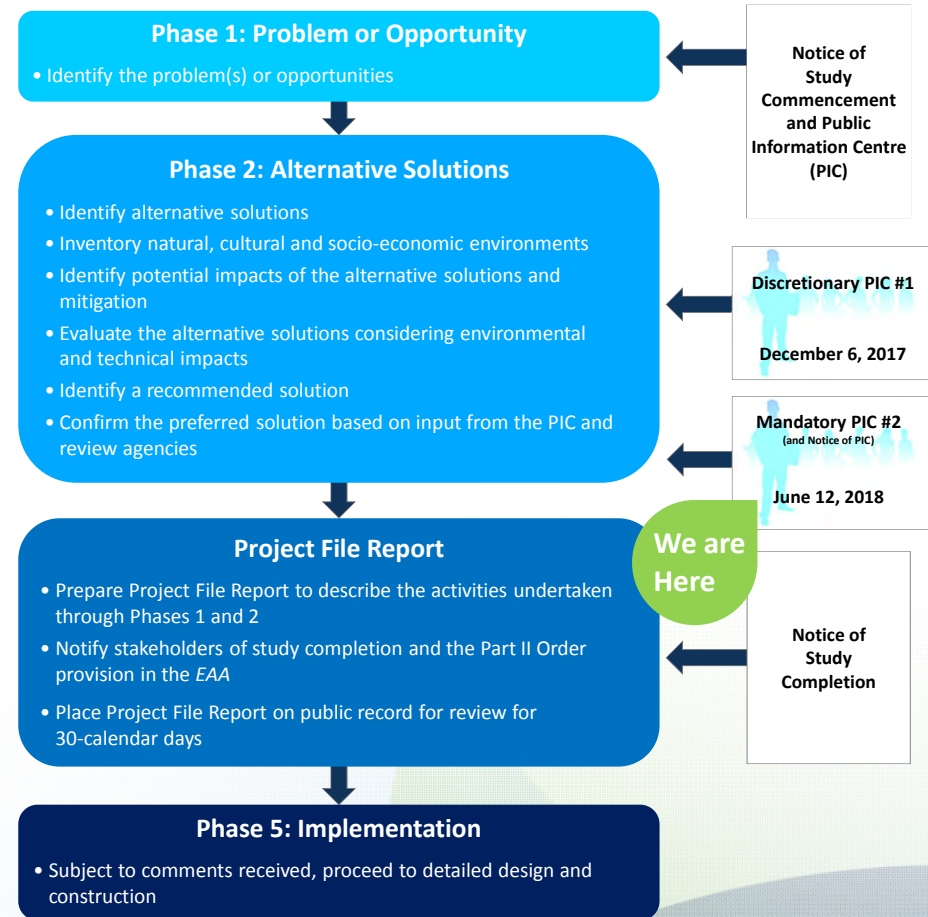 Phase 1: Problem or Opportunity
• Identify the problem(s) or opportunities
Notice of
Study
Commencement
and Public
Information Centre
(PIC)
Phase 2: Alternative Solutions
• Identify alternative solutions
• Inventory natural, cultural and socio-economic environments
• Identify potential impacts of the alternative solutions and
mitigation
• Evaluate the alternative solutions considering environmental
and technical impacts
• Identify a recommended solution
• Confirm the preferred solution based on input from the PIC and
review agencies
Discretionary PIC #1
December 6, 2017
Mandatory PIC #2
(and Notice of PIC)
June 12, 2018
We are
Here
Project File Report
• Prepare Project File Report to describe the activities undertaken
through Phases 1 and 2
• Notify stakeholders of study completion and the Part II Order
provision in the EAA
• Place Project File Report on public record for review for
30-calendar days
Notice of
Study
Completion
Phase 5: Implementation
• Subject to comments received, proceed to detailed design and
construction